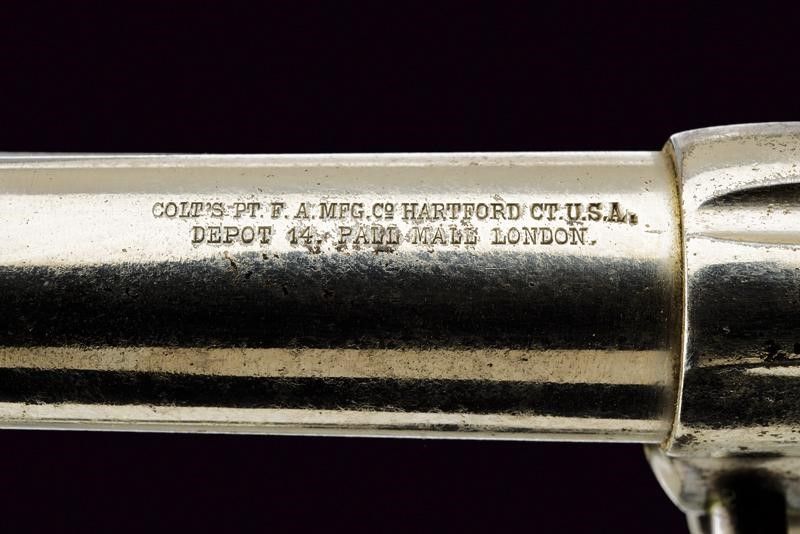 COLT'S PT. F. A. MFG. Cº HARTFORD CT. U.S.A.
DEPOT 14. PALL MALL LONDON.